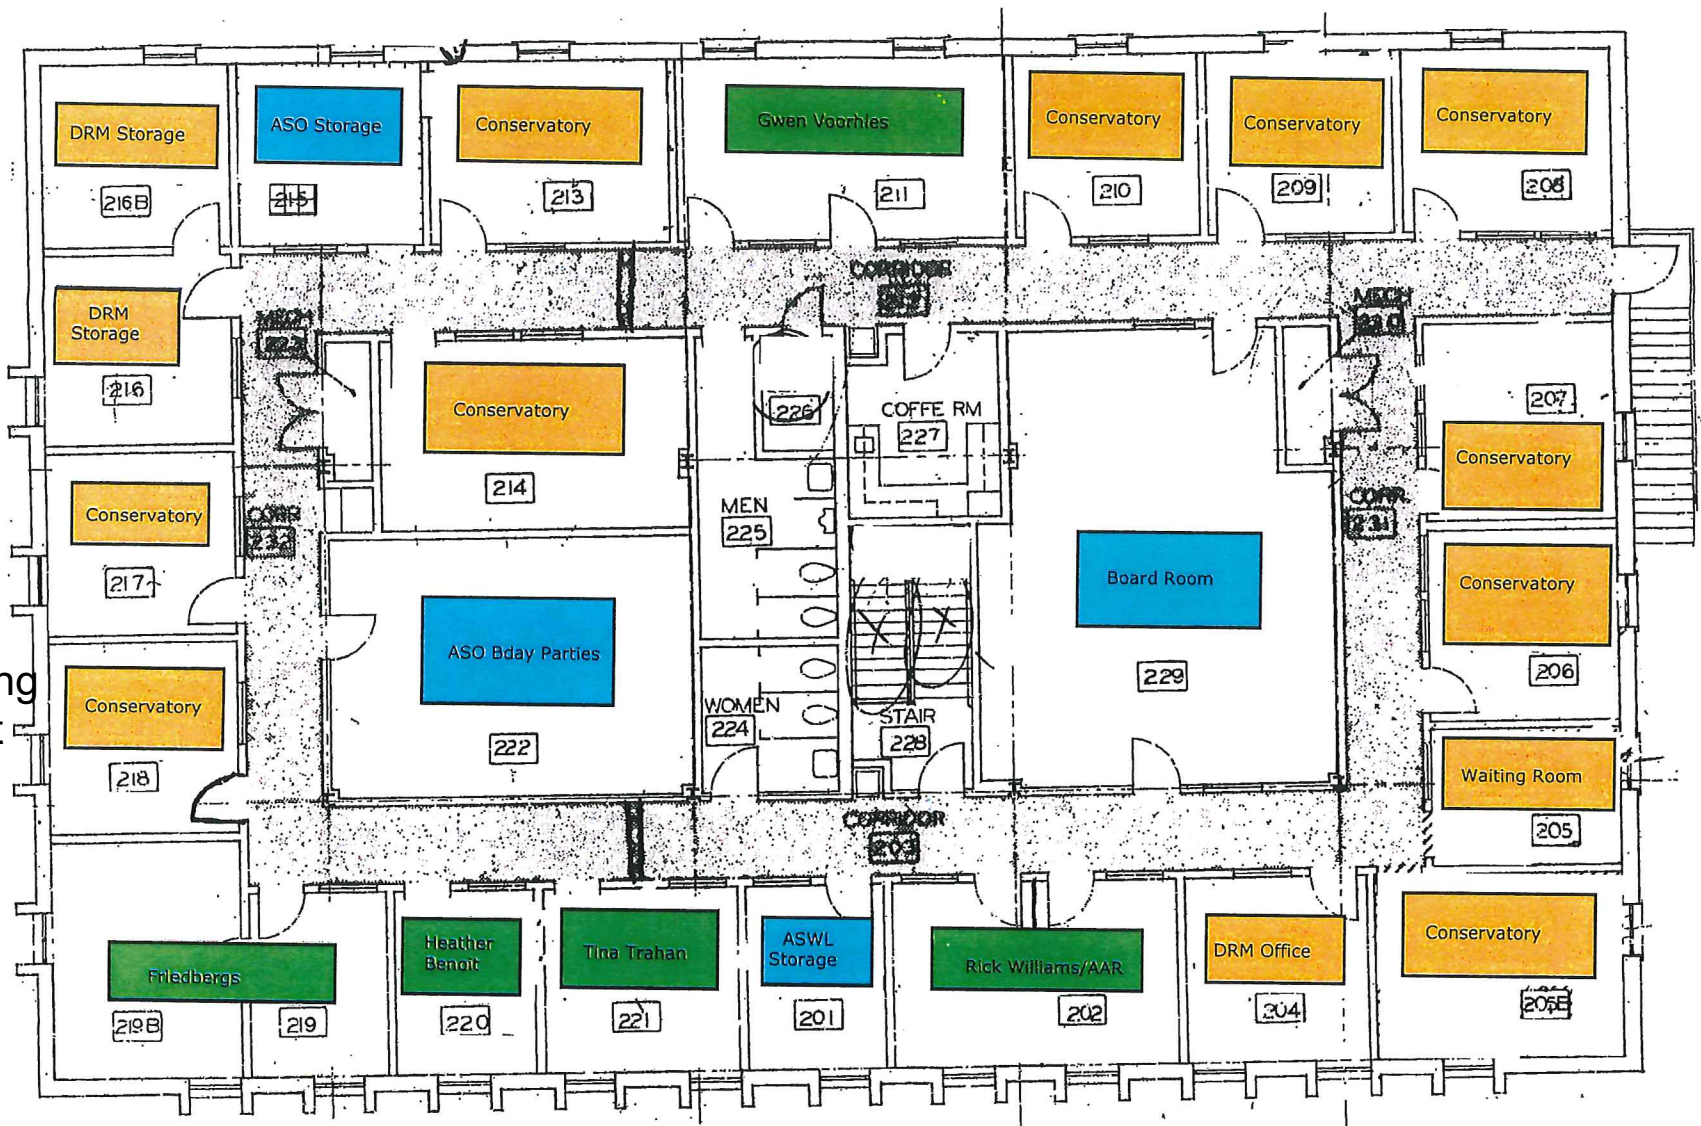 DRM Storage
216B
ASO Storage
215
Conservatory
213
Gwen Voorhies
211
Conservatory
210
Conservatory
209
Conservatory
208
CORRIDOR
MECH
MECH
DRM
Storage
216
Conservatory
214
226
COFFE RM
227
207
Conservatory
Conservatory
217
CORR
232
MEN
225
CORR.
231
Board Room
229
Conservatory
206
ASO Bday Parties
222
ng
Conservatory
218
WOMEN
224
STAIR
228
Waiting Room
205
CORRIDOR
203
Friedbergs
219B
219
Heather
Benoit
220
Tina Trahan
221
ASWL
Storage
201
Rick Williams/AAR
202
DRM Office
204
Conservatory
205B